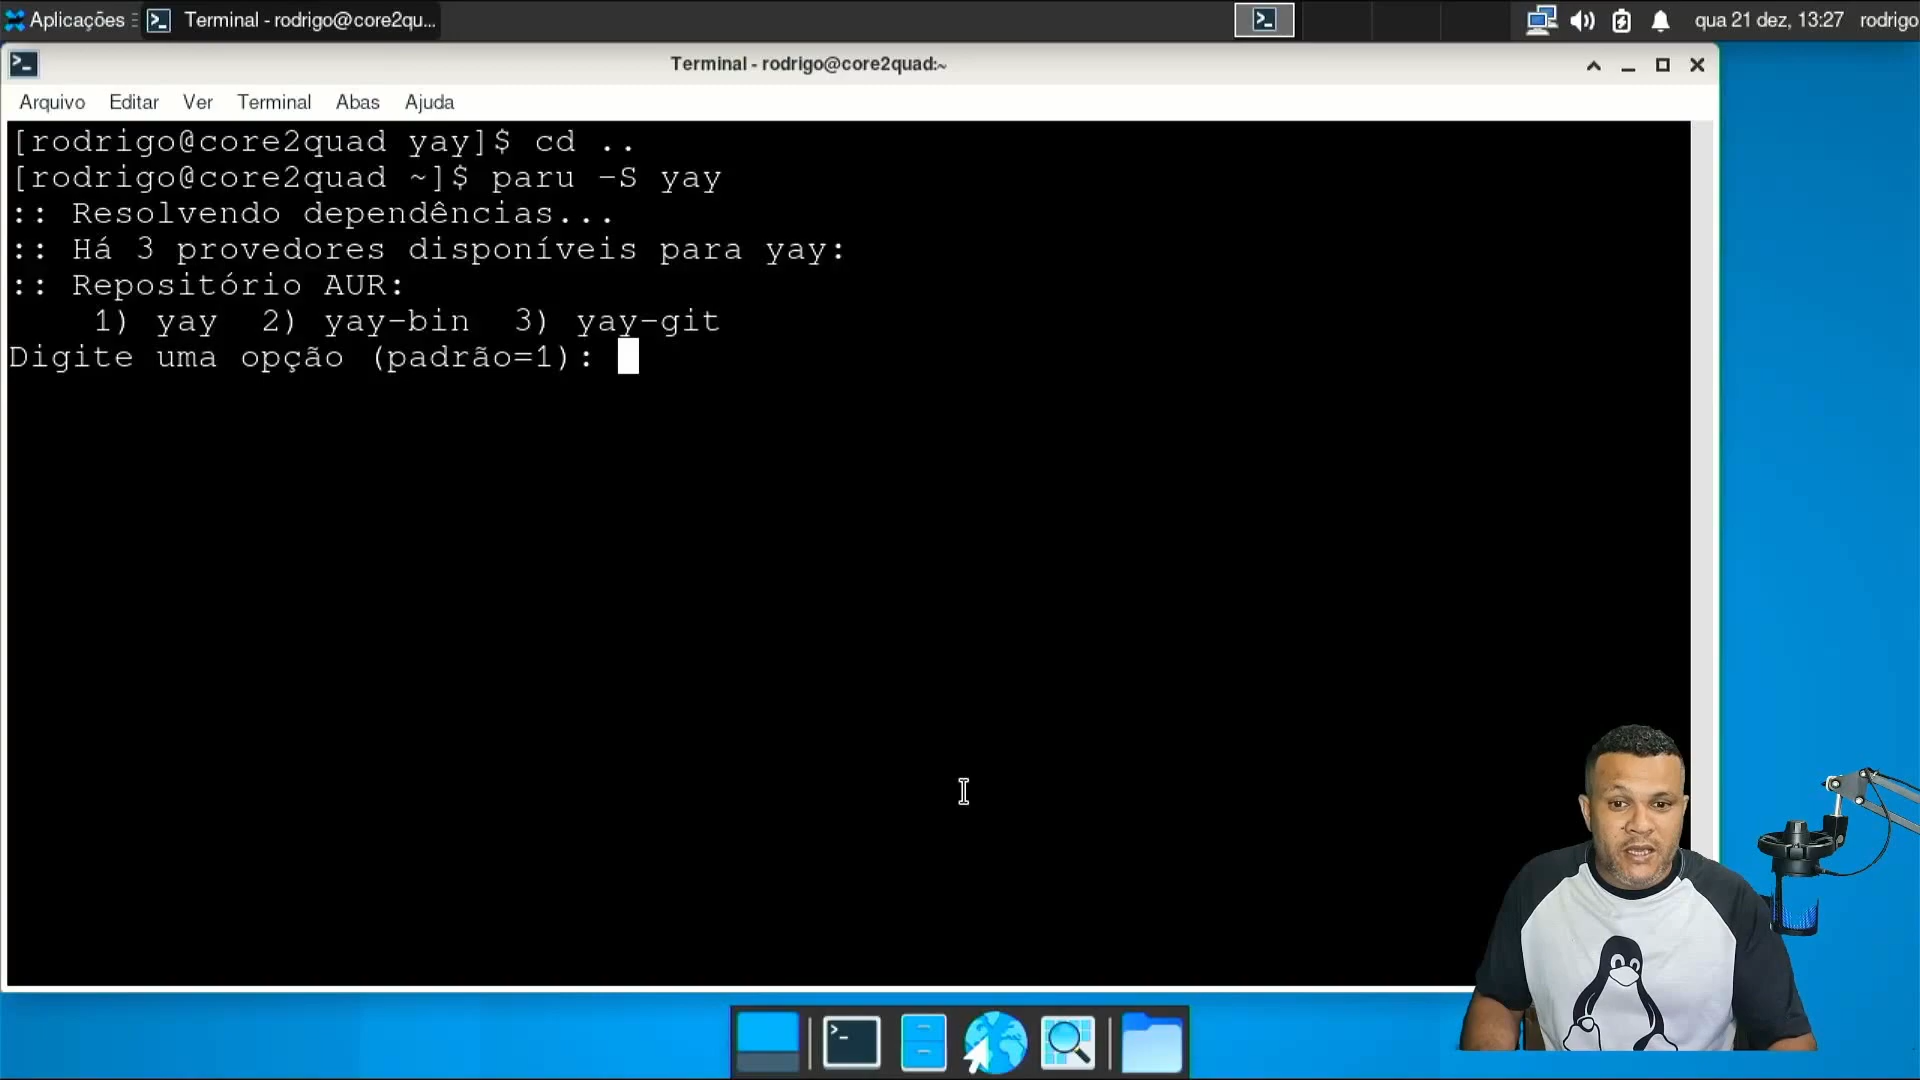 Aplicações
Terminal - rodrigo@core2qu...
qua 21 dez, 13:27
rodrigo
Terminal - rodrigo@core2quad:~
Arquivo Editar Ver Terminal Abas Ajuda
[rodrigo@core2quad yay]$ cd ..
[rodrigo@core2quad ~]$ paru -S yay
:: Resolvendo dependências...
:: Há 3 provedores disponíveis para yay:
:: Repositório AUR:
1) yay 2) yay-bin 3) yay-git
Digite uma opção (padrão=1):